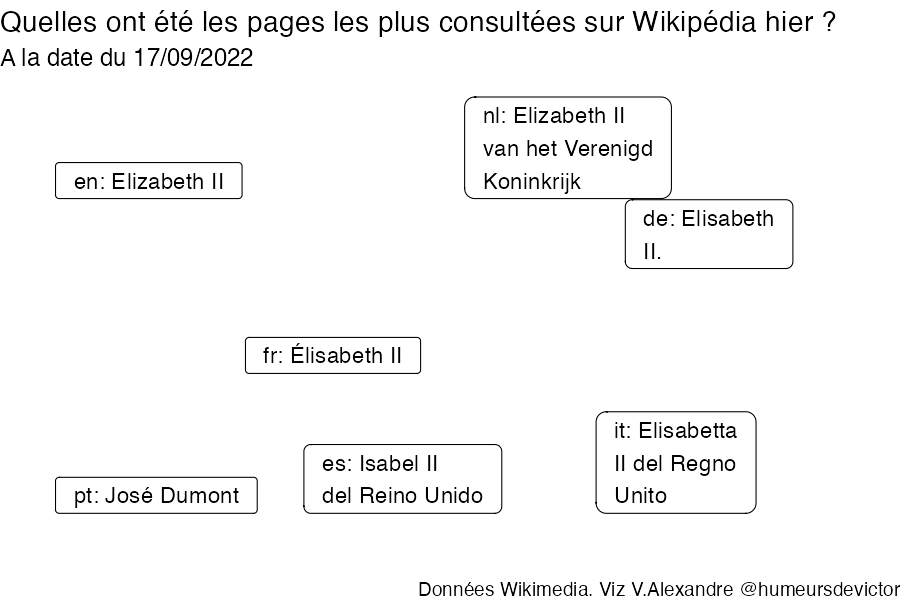 Quelles ont été les pages les plus consultées sur Wikipédia hier ?
A la date du 17/09/2022
nl: Elizabeth II
van het Verenigd
Koninkrijk
en: Elizabeth II
de: Elisabeth
II.
fr: Élisabeth II
it: Elisabetta
II del Regno
Unito
es: Isabel II
del Reino Unido
pt: José Dumont
Données Wikimedia. Viz V.Alexandre @humeursdevictor